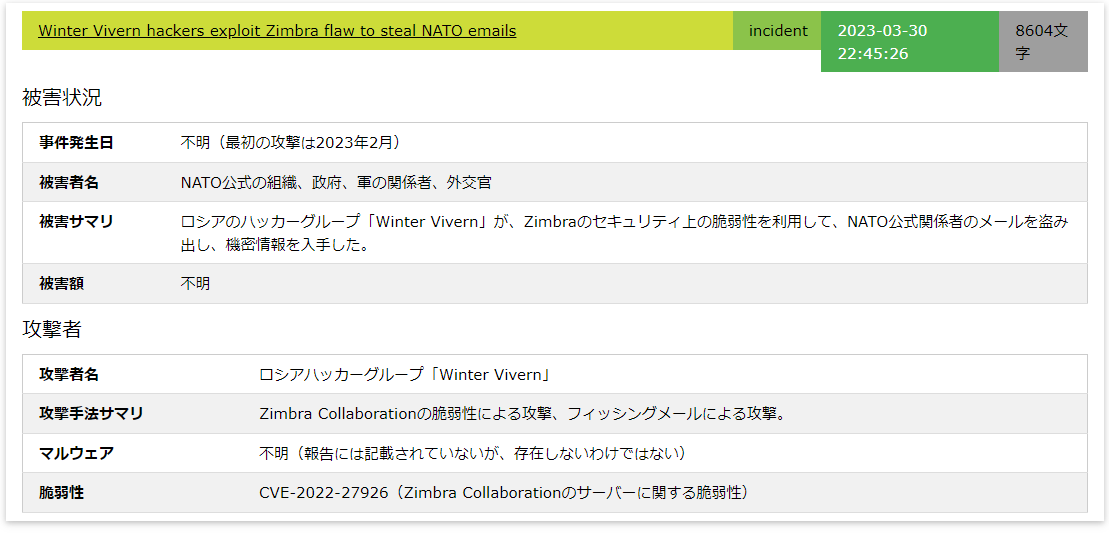 Winter Vivern hackers exploit Zimbra flaw to steal NATO emails incident 2023-03-30 8604文
22:45:26 字
被害状況
事件発生日 不明（最初の攻撃は2023年2月）
被害者名 NATO公式の組織、政府、軍の関係者、外交官
被害サマリ ロシアのハッカーグループ「Winter Vivern」が、Zimbraのセキュリティ上の脆弱性を利用して、NATO公式関係者のメールを盗み
出し、機密情報を入手した。
被害額 不明
攻撃者
攻撃者名 ロシアハッカーグループ「Winter Vivern」
攻撃手法サマリ Zimbra Collaborationの脆弱性による攻撃、フィッシングメールによる攻撃。
マルウェア 不明（報告には記載されていないが、存在しないわけではない）
脆弱性 CVE-2022-27926（Zimbra Collaborationのサーバーに関する脆弱性）